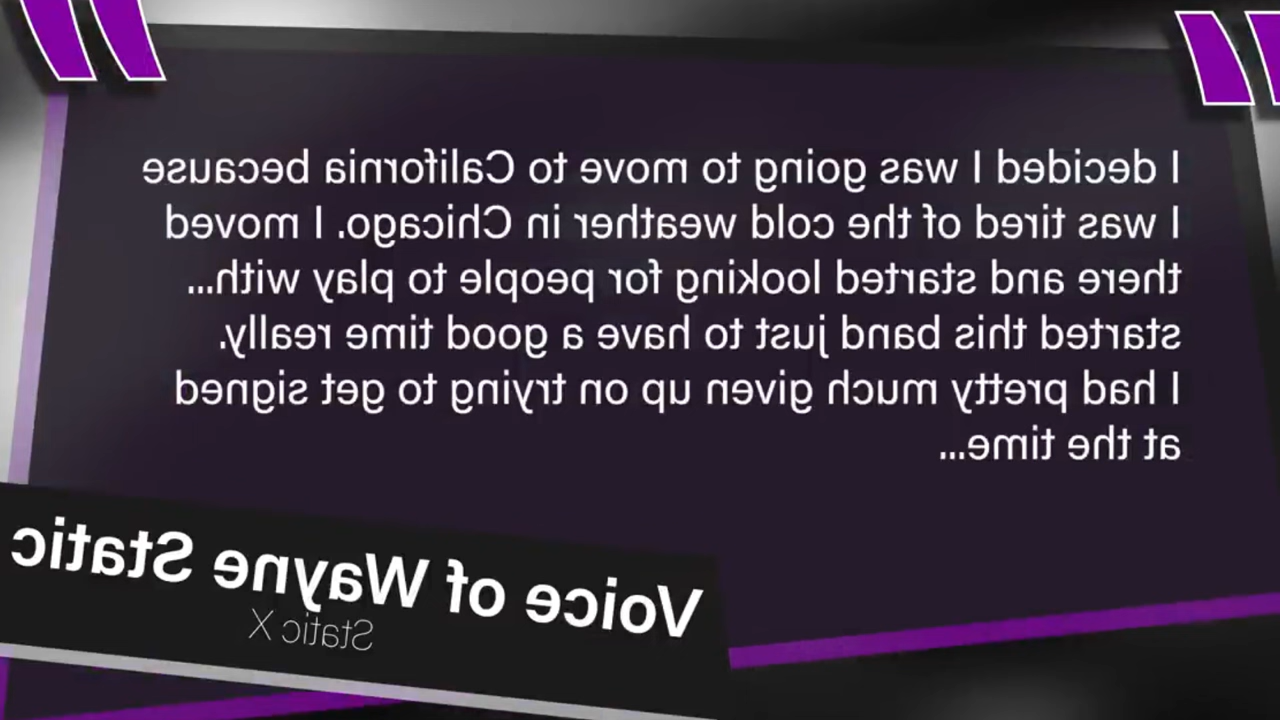 I decided I was going to move to California because
I was tired of the cold weather in Chicago. I moved
there and started looking for people to play with...
started this band just to have a good time really.
I had pretty much given up on trying to get signed
at the time...
Voice of Wayne Static
Static X